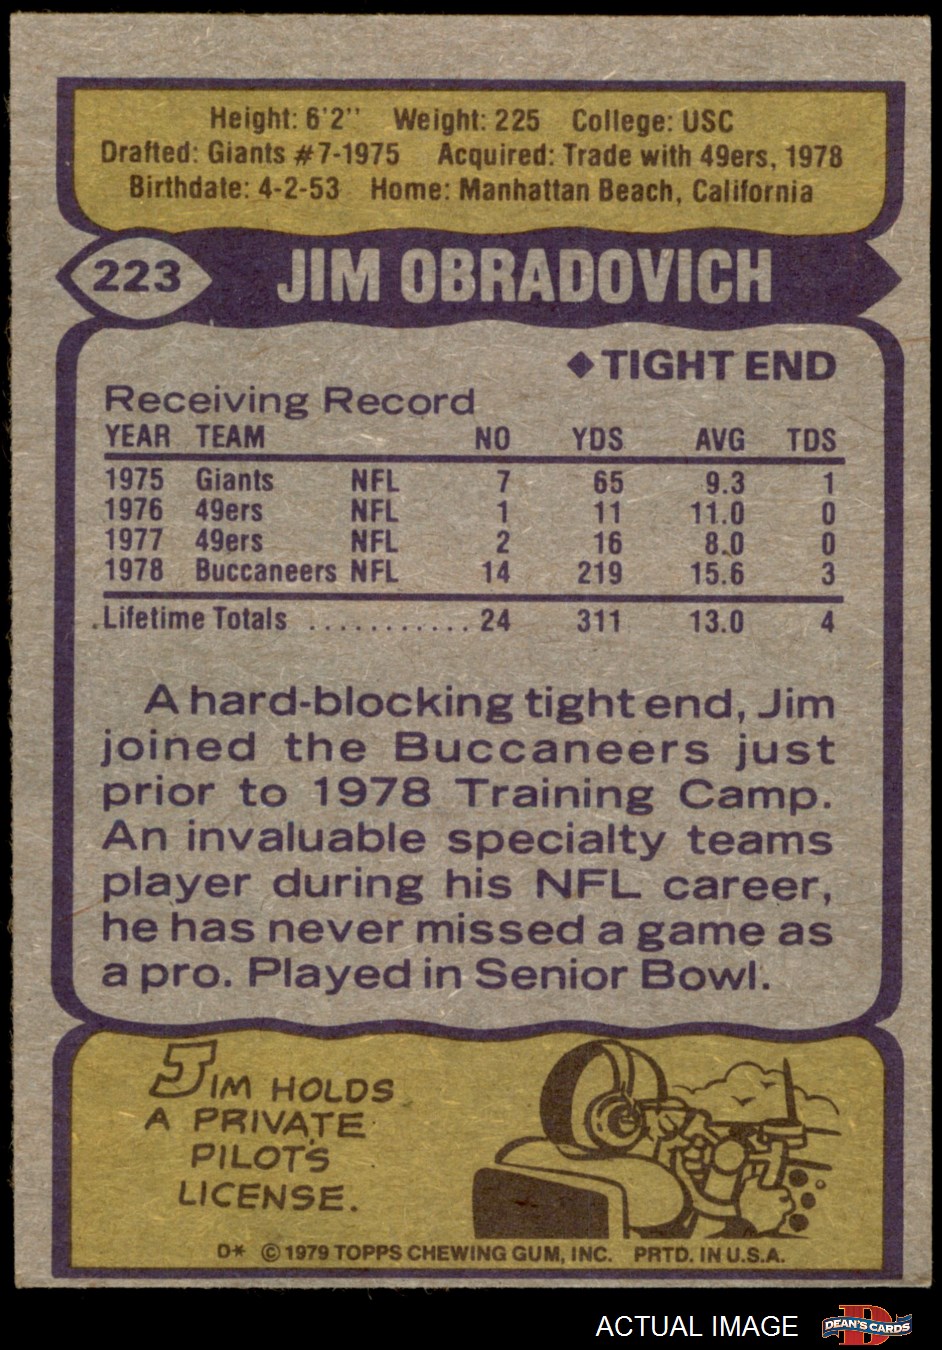 Height: 6'2" Weight: 225 College: USC
Drafted: Giants #7-1975 Acquired: Trade with 49ers, 1978
Birthdate: 4-2-53 Home: Manhattan Beach, California
223 JIM OBRADOVICH
◆TIGHT END
Receiving Record
YEAR TEAM NO YDS AVG TDS
1975 Giants NFL 7 65 9.3 1
1976 49ers NFL 1 11 11.0 0
1977 49ers NFL 2 16 8.0 0
1978 Buccaneers NFL 14 219 15.6 3
Lifetime Totals ........... 24 311 13.0 4
A hard-blocking tight end, Jim
joined the Buccaneers just
prior to 1978 Training Camp.
An invaluable specialty teams
player during his NFL career,
he has never missed a game as
a pro. Played in Senior Bowl.
JIM HOLDS
A PRIVATE
PILOT'S
LICENSE.
D* © 1979 TOPPS CHEWING GUM, INC. PRTD. IN U.S.A.
ACTUAL IMAGE DEAN'S CARDS